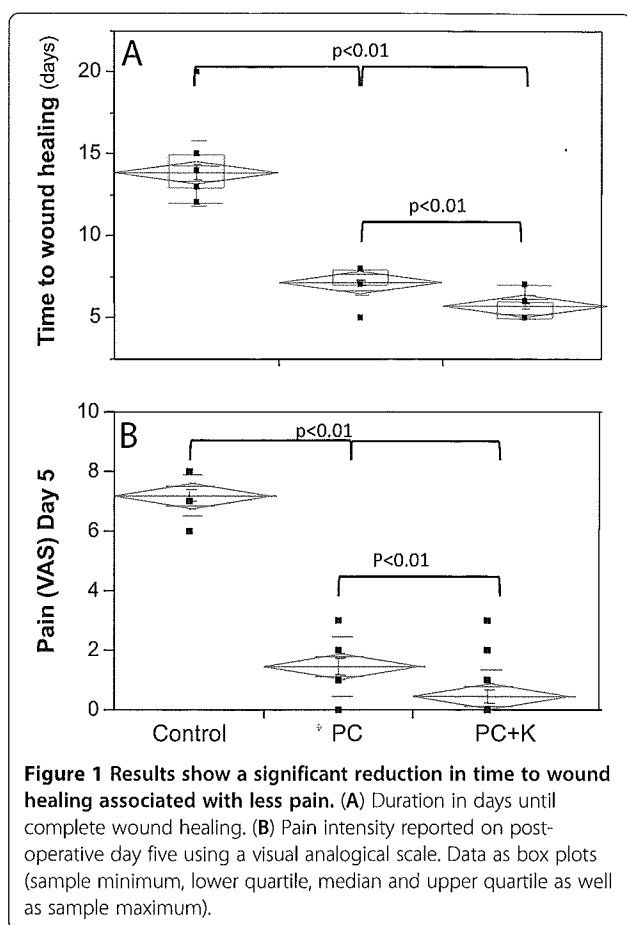 A
p<0.01
20
15
p<0.01
10
5
Time to wound healing (days)
B
10
p<0.01
8
6
P<0.01
4
2
0
Pain (VAS) Day 5
Control PC PC+K
Figure 1 Results show a significant reduction in time to wound
healing associated with less pain. (A) Duration in days until
complete wound healing. (B) Pain intensity reported on post-
operative day five using a visual analogical scale. Data as box plots
(sample minimum, lower quartile, median and upper quartile as well
as sample maximum).